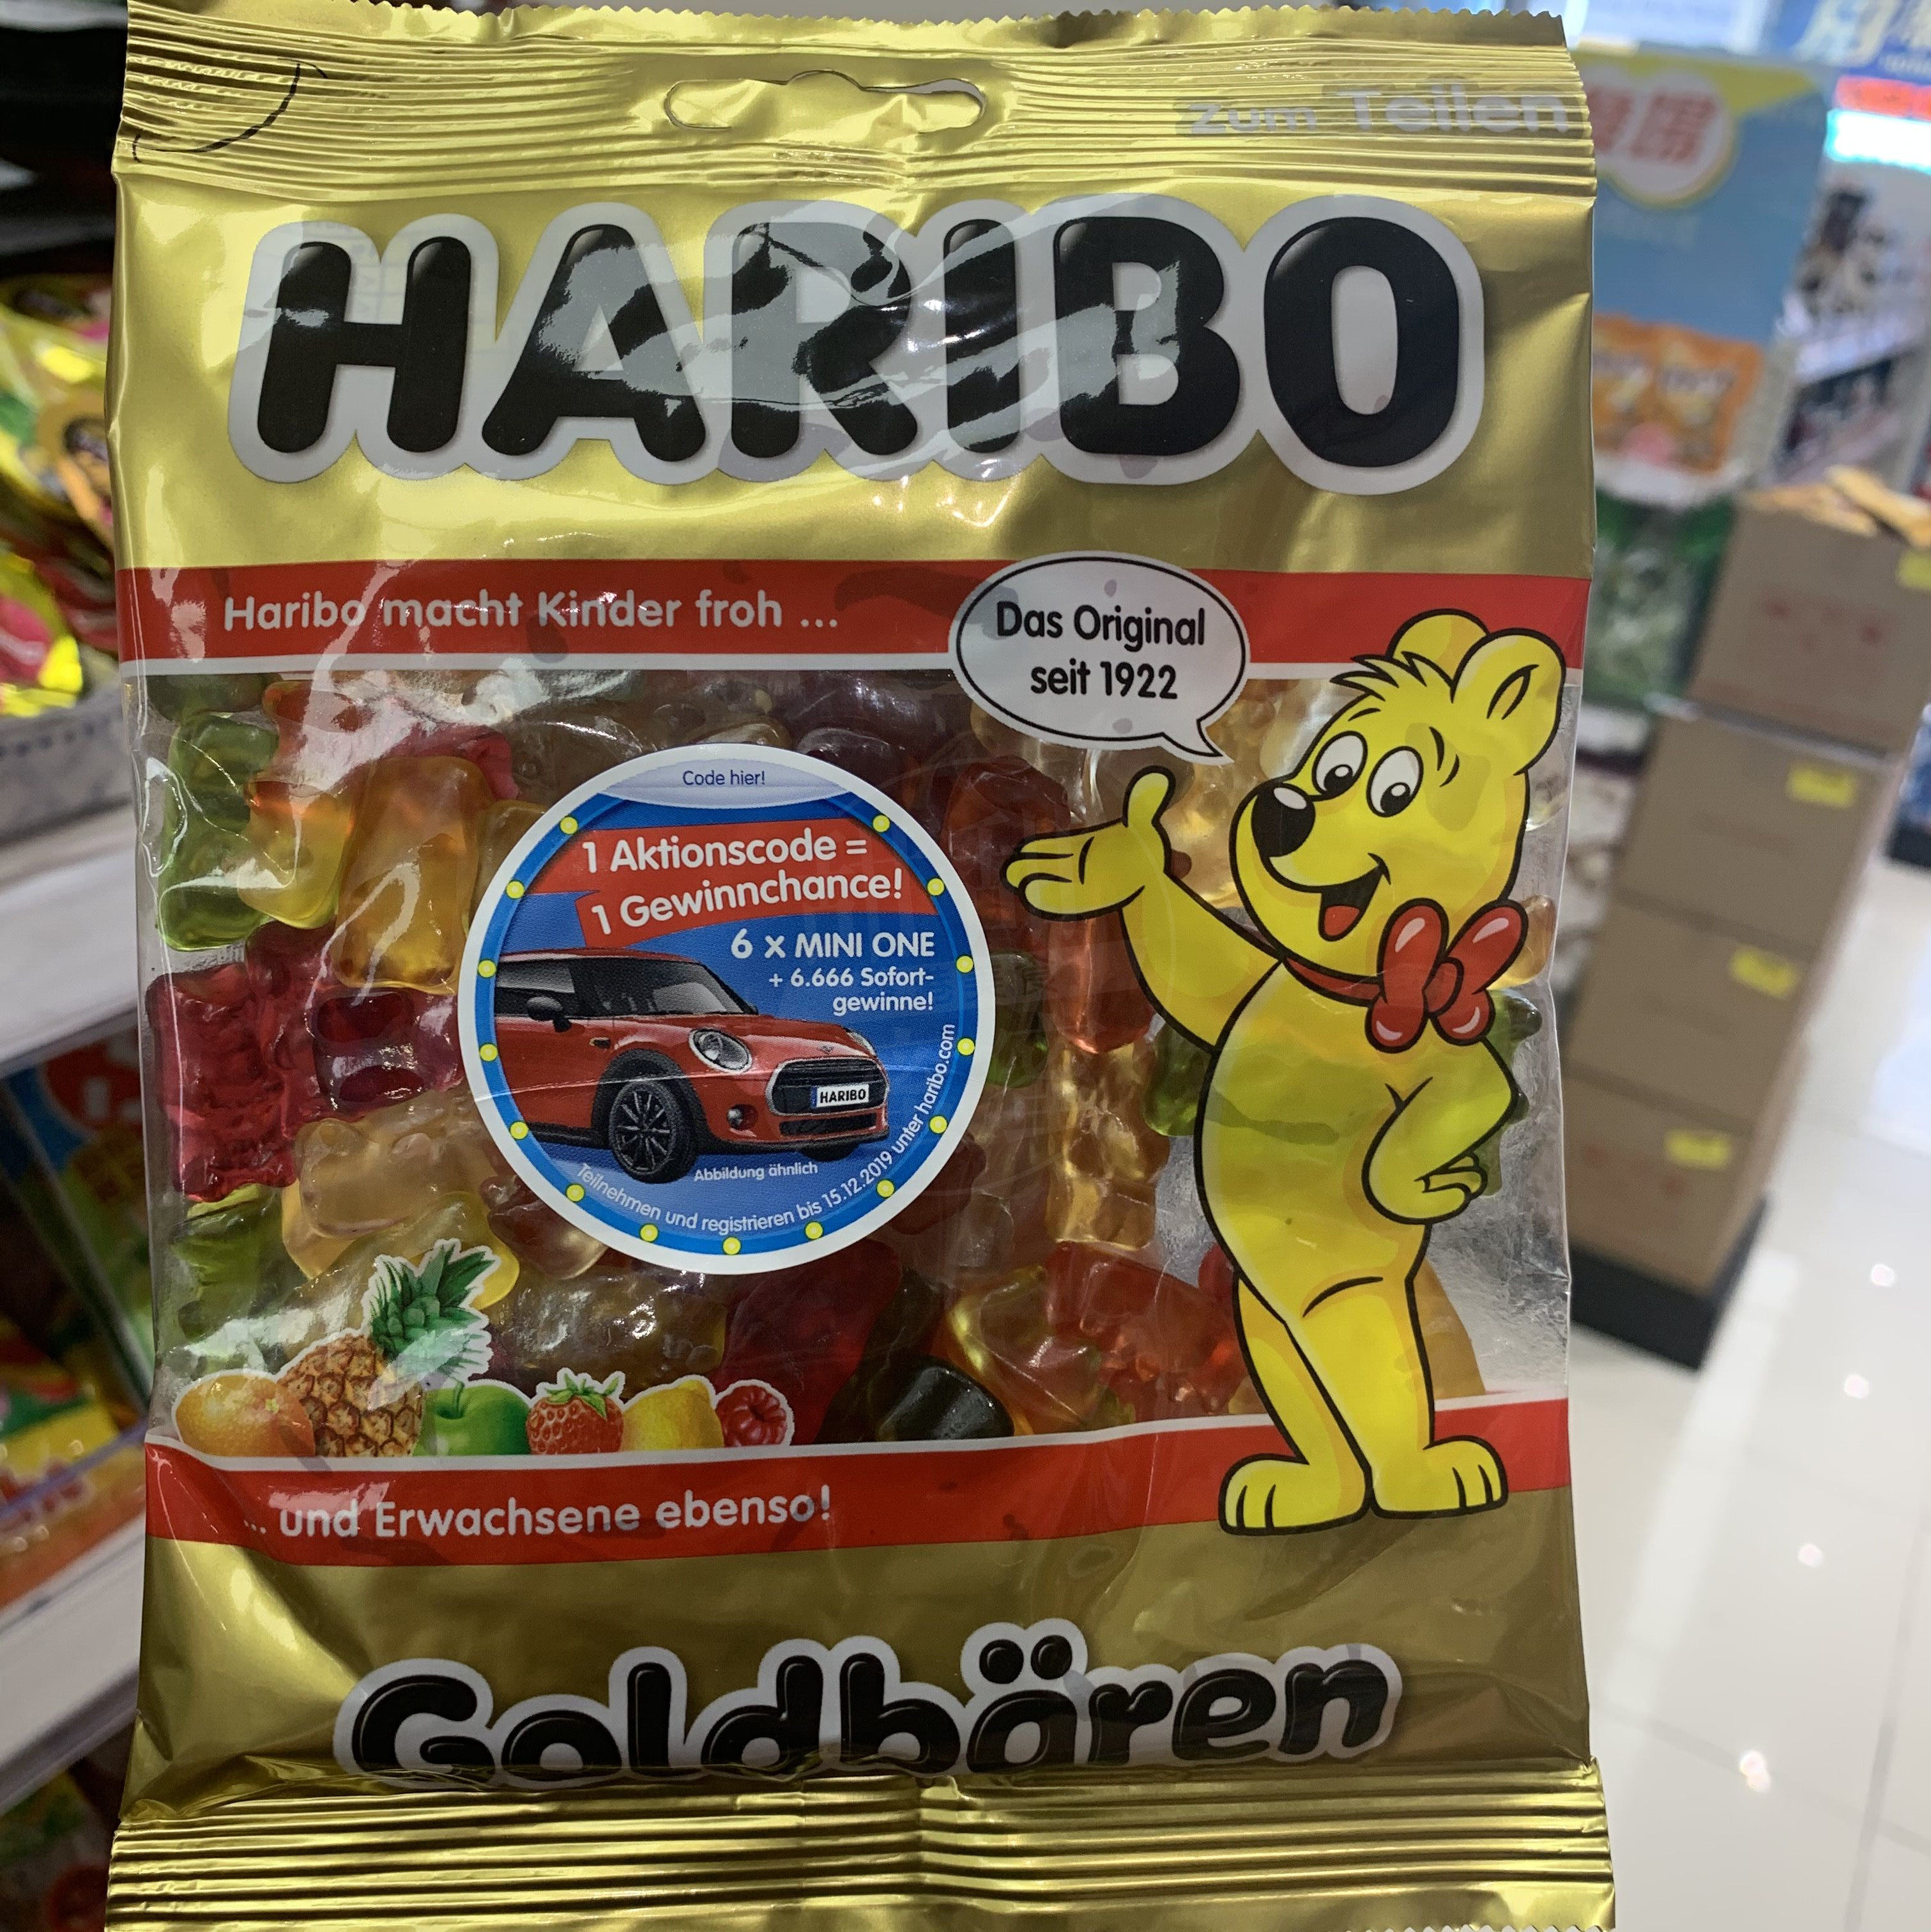 Zum Teilen
HARIBO
Haribo macht Kinder froh ...
Das Original
seit 1922
Code hier!
1 Aktionscode =
1 Gewinnchance!
6 x MINI ONE
+ 6.666 Sofort-
gewinne!
HARIBO
Abbildung ähnlich
Teilnehmen und registrieren bis 15.12.2019 unter haribo.com
... und Erwachsene ebenso!
Goldbären